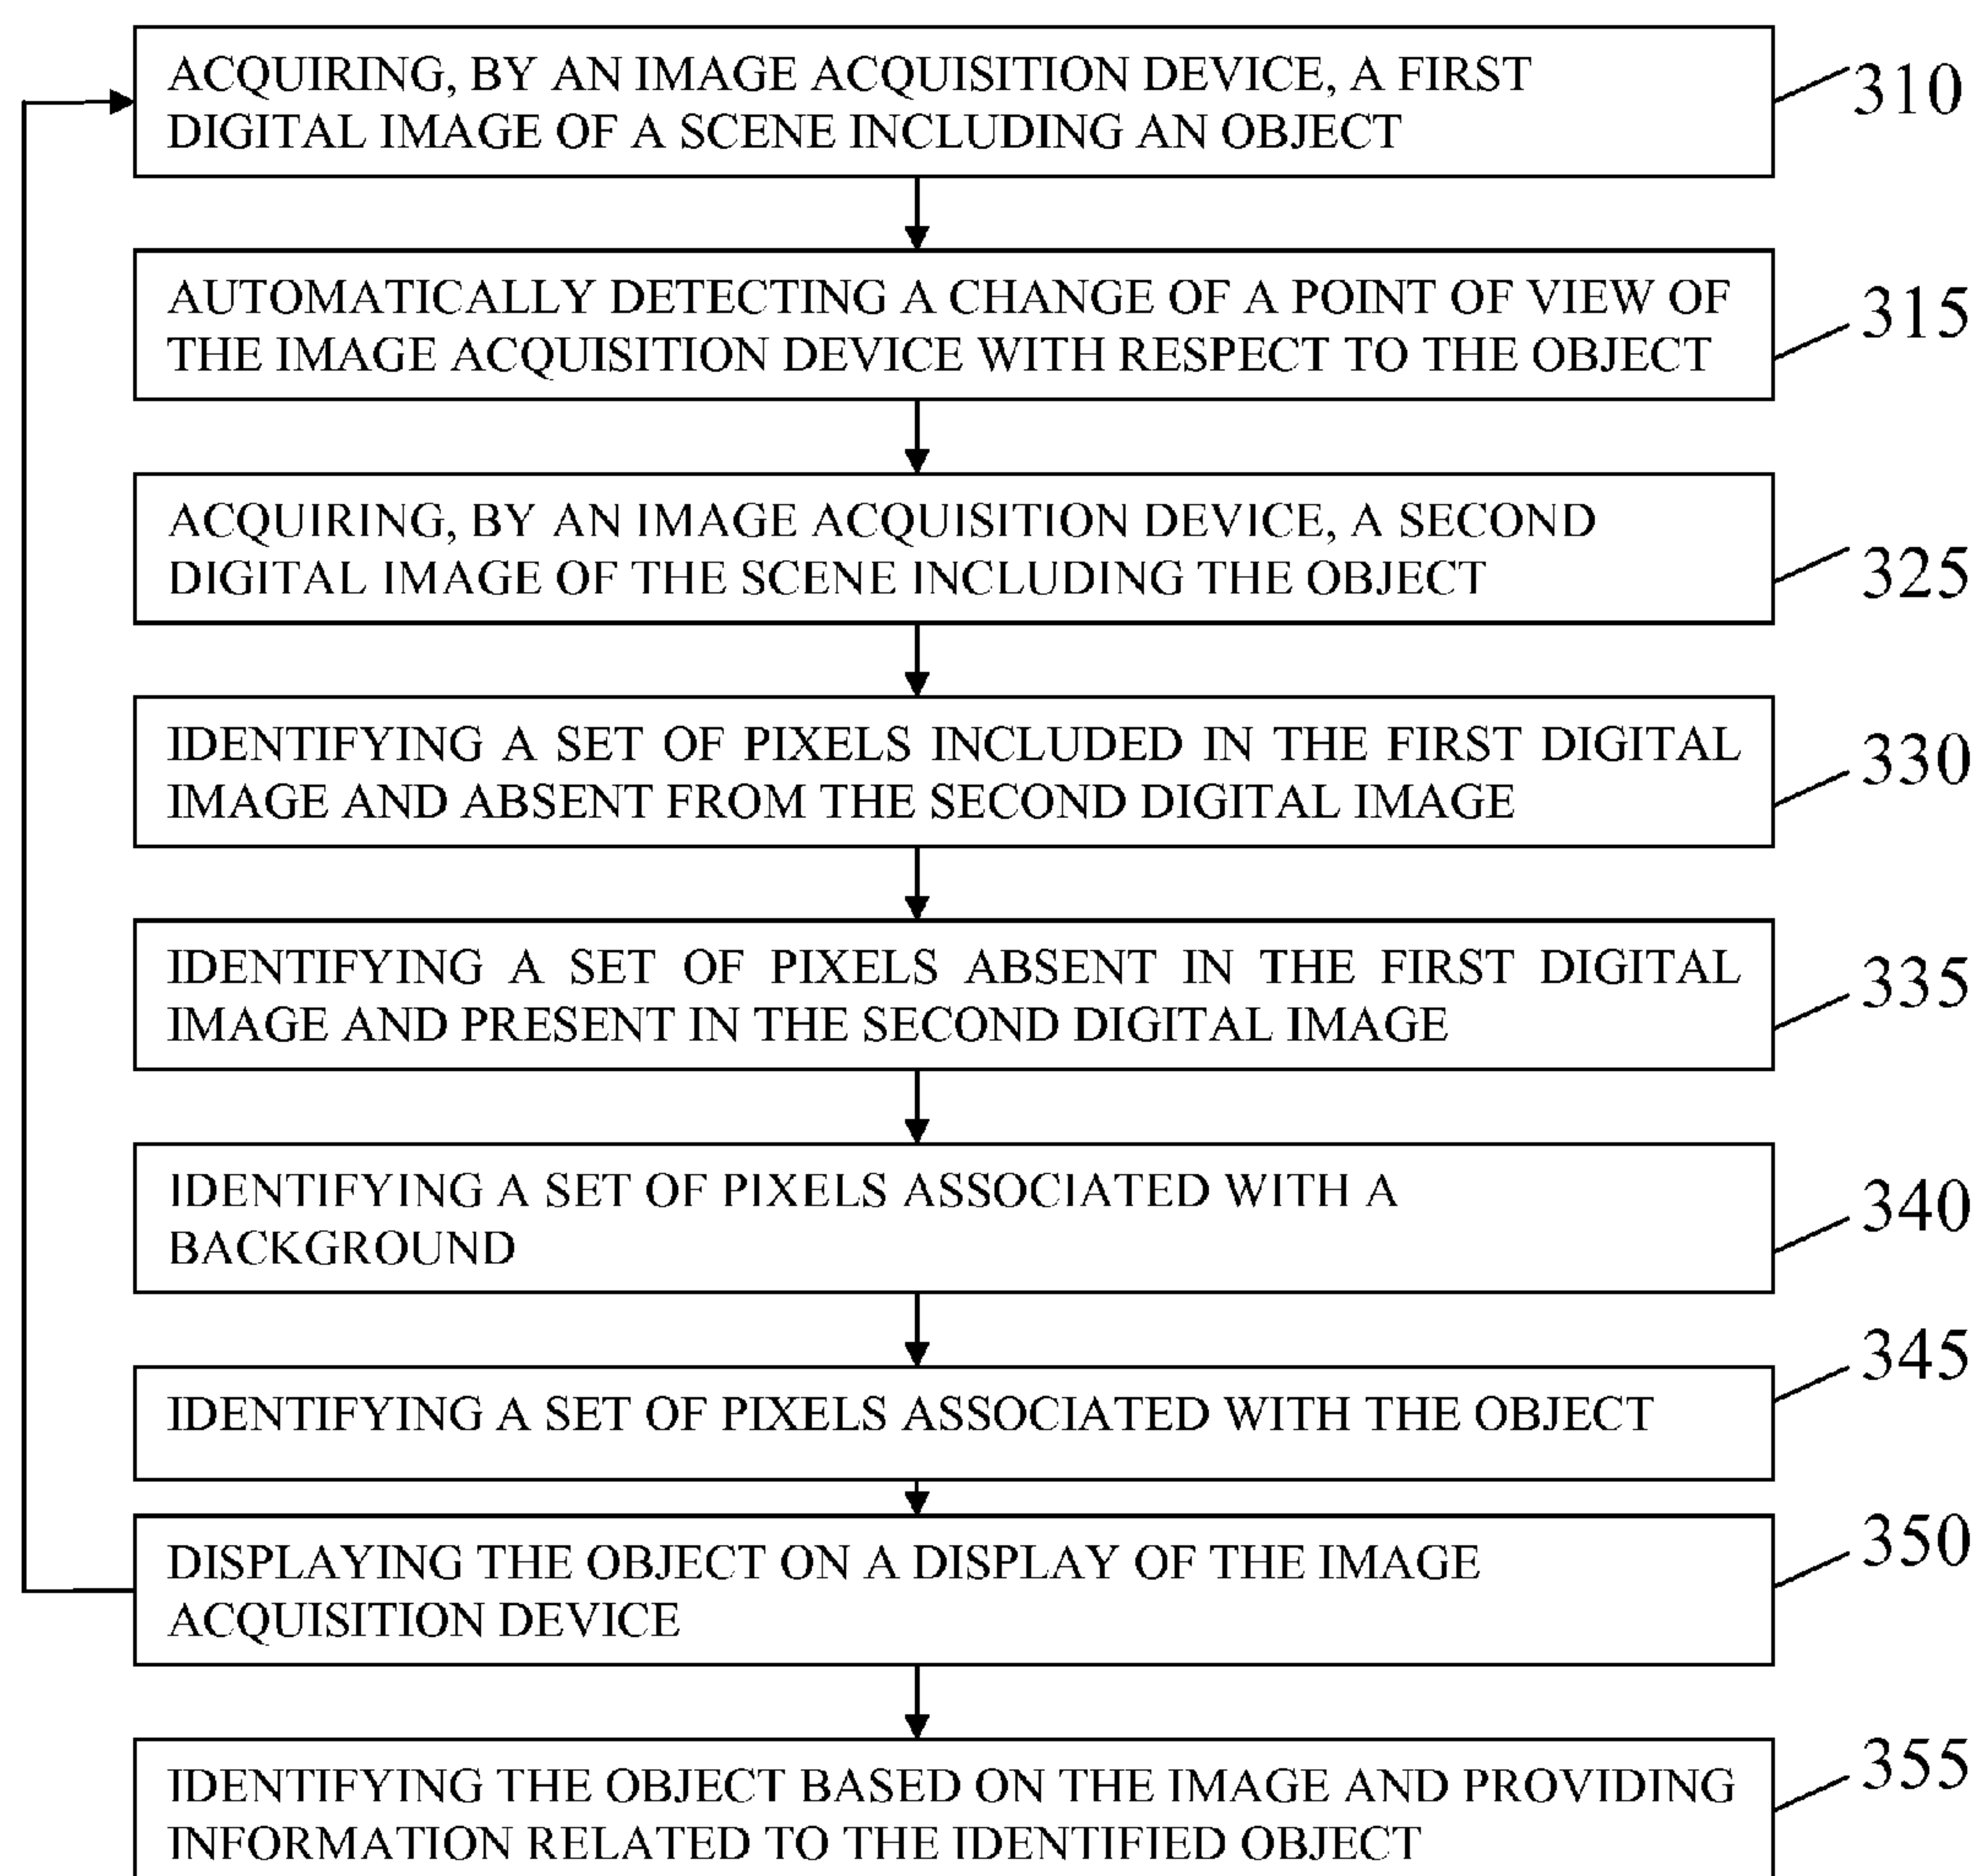 ACQUIRING, BY AN IMAGE ACQUISITION DEVICE, A FIRST
DIGITAL IMAGE OF A SCENE INCLUDING AN OBJECT
310
AUTOMATICALLY DETECTING A CHANGE OF A POINT OF VIEW OF
THE IMAGE ACQUISITION DEVICE WITH RESPECT TO THE OBJECT
315
ACQUIRING, BY AN IMAGE ACQUISITION DEVICE, A SECOND
DIGITAL IMAGE OF THE SCENE INCLUDING THE OBJECT
325
IDENTIFYING A SET OF PIXELS INCLUDED IN THE FIRST DIGITAL
IMAGE AND ABSENT FROM THE SECOND DIGITAL IMAGE
330
IDENTIFYING A SET OF PIXELS ABSENT IN THE FIRST DIGITAL
IMAGE AND PRESENT IN THE SECOND DIGITAL IMAGE
335
IDENTIFYING A SET OF PIXELS ASSOCIATED WITH A
BACKGROUND
340
IDENTIFYING A SET OF PIXELS ASSOCIATED WITH THE OBJECT
345
DISPLAYING THE OBJECT ON A DISPLAY OF THE IMAGE
ACQUISITION DEVICE
350
IDENTIFYING THE OBJECT BASED ON THE IMAGE AND PROVIDING
INFORMATION RELATED TO THE IDENTIFIED OBJECT
355